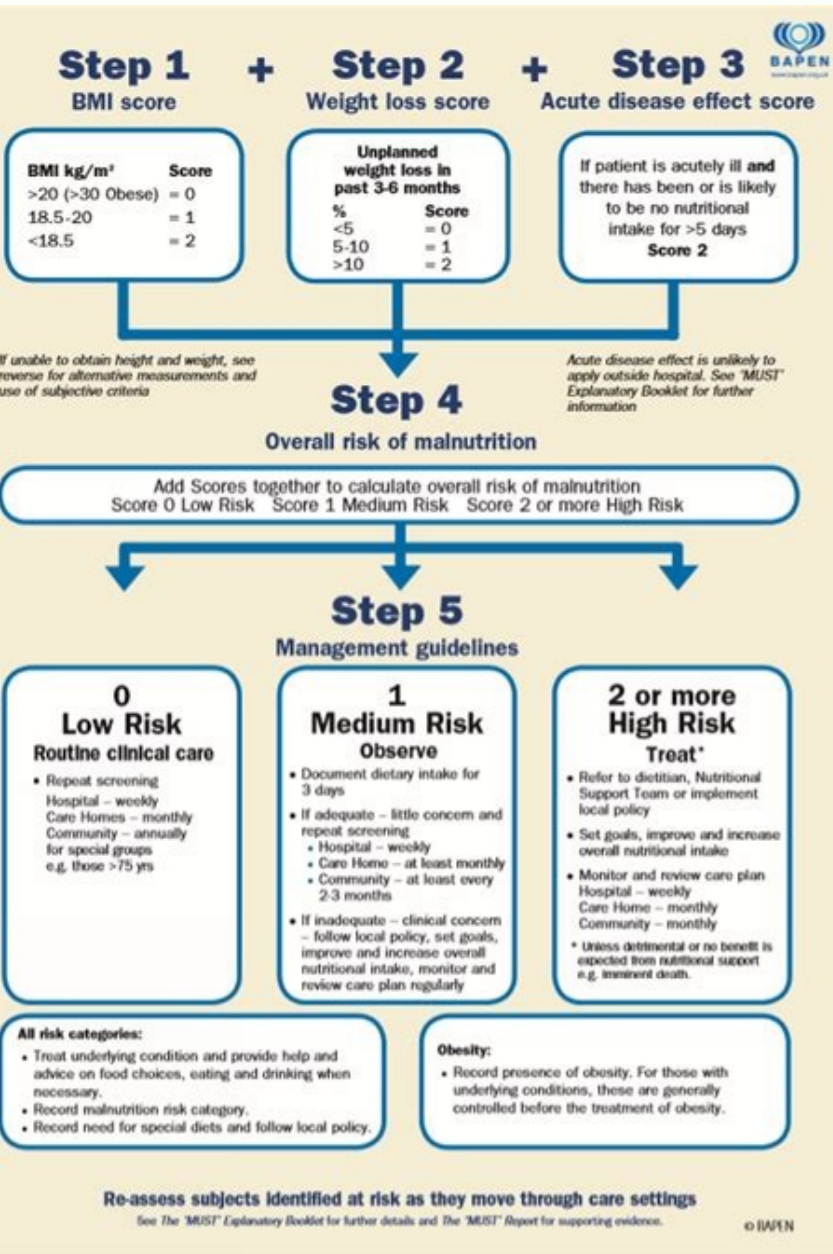 Step 1 + Step 2 + Step 3
BAPEN
www.bapen.org.uk
BMI score
Weight loss score
Acute disease effect score
BMI kg/m² Score
>20 (>30 Obese) = 0
18.5-20 = 1
<18.5 = 2
Unplanned
weight loss in
past 3-6 months
% Score
<5 = 0
5-10 = 1
>10 = 2
If patient is acutely ill and
there has been or is likely
to be no nutritional
intake for >5 days
Score 2
If unable to obtain height and weight, see
reverse for alternative measurements and
use of subjective criteria
Acute disease effect is unlikely to
apply outside hospital. See 'MUST'
Explanatory Booklet for further
information
Step 4
Overall risk of malnutrition
Add Scores together to calculate overall risk of malnutrition
Score 0 Low Risk Score 1 Medium Risk Score 2 or more High Risk
Step 5
Management guidelines
0
Low Risk
Routine clinical care
• Repeat screening
Hospital – weekly
Care Homes – monthly
Community – annually
for special groups
e.g. those >75 yrs
1
Medium Risk
Observe
• Document dietary intake for
3 days
• If adequate – little concern and
repeat screening
• Hospital – weekly
• Care Home – at least monthly
• Community – at least every
2-3 months
• If inadequate – clinical concern
– follow local policy, set goals,
improve and increase overall
nutritional intake, monitor and
review care plan regularly
2 or more
High Risk
Treat*
• Refer to dietitian, Nutritional
Support Team or implement
local policy
• Set goals, improve and increase
overall nutritional intake
• Monitor and review care plan
Hospital – weekly
Care Home – monthly
Community – monthly
* Unless detrimental or no benefit is
expected from nutritional support
e.g. imminent death.
All risk categories:
• Treat underlying condition and provide help and
advice on food choices, eating and drinking when
necessary.
• Record malnutrition risk category.
• Record need for special diets and follow local policy.
Obesity:
• Record presence of obesity. For those with
underlying conditions, these are generally
controlled before the treatment of obesity.
Re-assess subjects identified at risk as they move through care settings
See The 'MUST' Explanatory Booklet for further details and The 'MUST' Report for supporting evidence.
© BAPEN